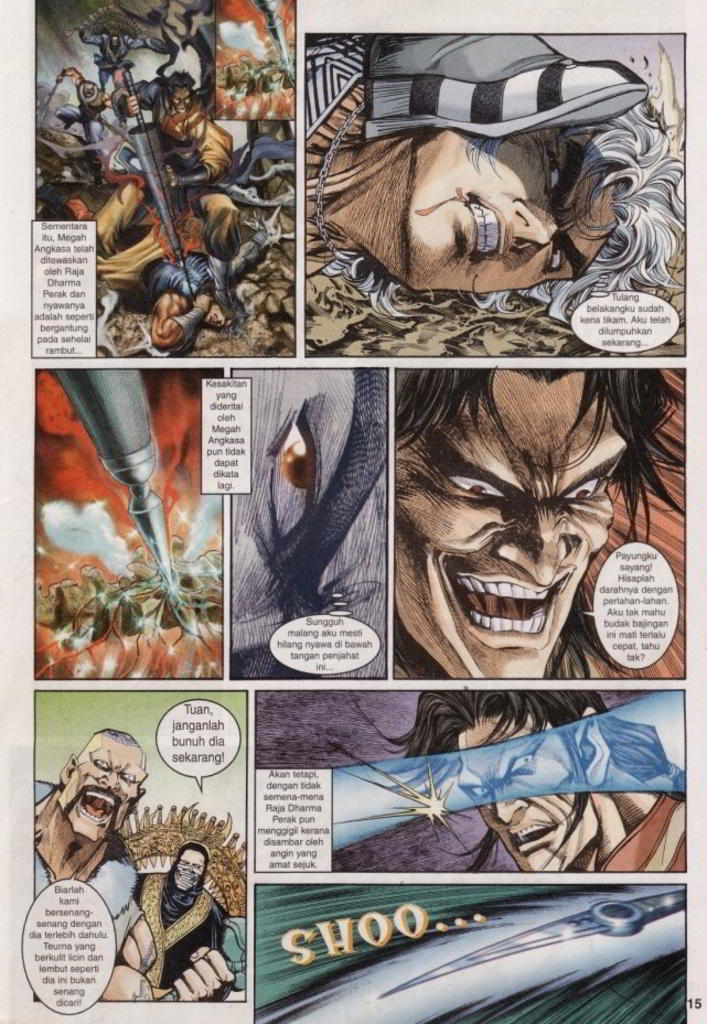 Sementara
itu, Megah
Angkasa telah
ditewaskan
oleh Raja
Dharma
Perak dan
nyawanya
adalah seperti
bergantung
pada sehelai
rambut...
Tulang
belakangku sudah
kena tikam. Aku telah
dilumpuhkan
sekarang...
Kesakitan
yang
dideritai
oleh
Megah
Angkasa
pun tidak
dapat
dikata
lagi.
Sungguh
malang aku mesti
hilang nyawa di bawah
tangan penjahat
ini...
Payungku
sayang!
Hisaplah
darahnya dengan
perlahan-lahan.
Aku tak mahu
budak bajingan
ini mati terlalu
cepat, tahu
tak?
Tuan,
janganlah
bunuh dia
sekarang!
Biarlah
kami
bersenang-
senang dengan
dia terlebih dahulu.
Teurna yang
berkulit licin dan
lembut seperti
dia ini bukan
senang
dicari!
Akan tetapi,
dengan tidak
semena-mena
Raja Dharma
Perak pun
menggigil kerana
disambar oleh
angin yang
amat sejuk.
SHOO...
15